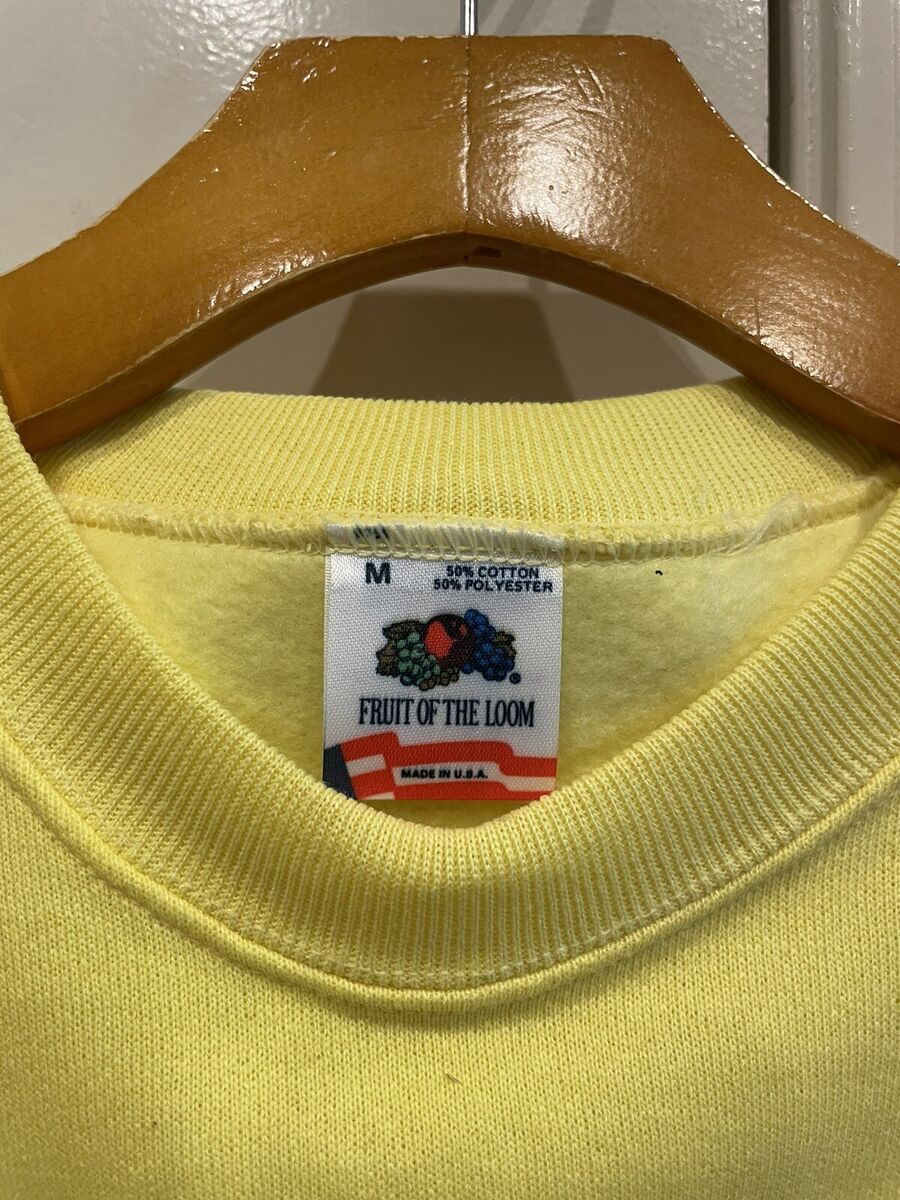 M
50% COTTON
50% POLYESTER
®
FRUIT OF THE LOOM
MADE IN U.S.A.